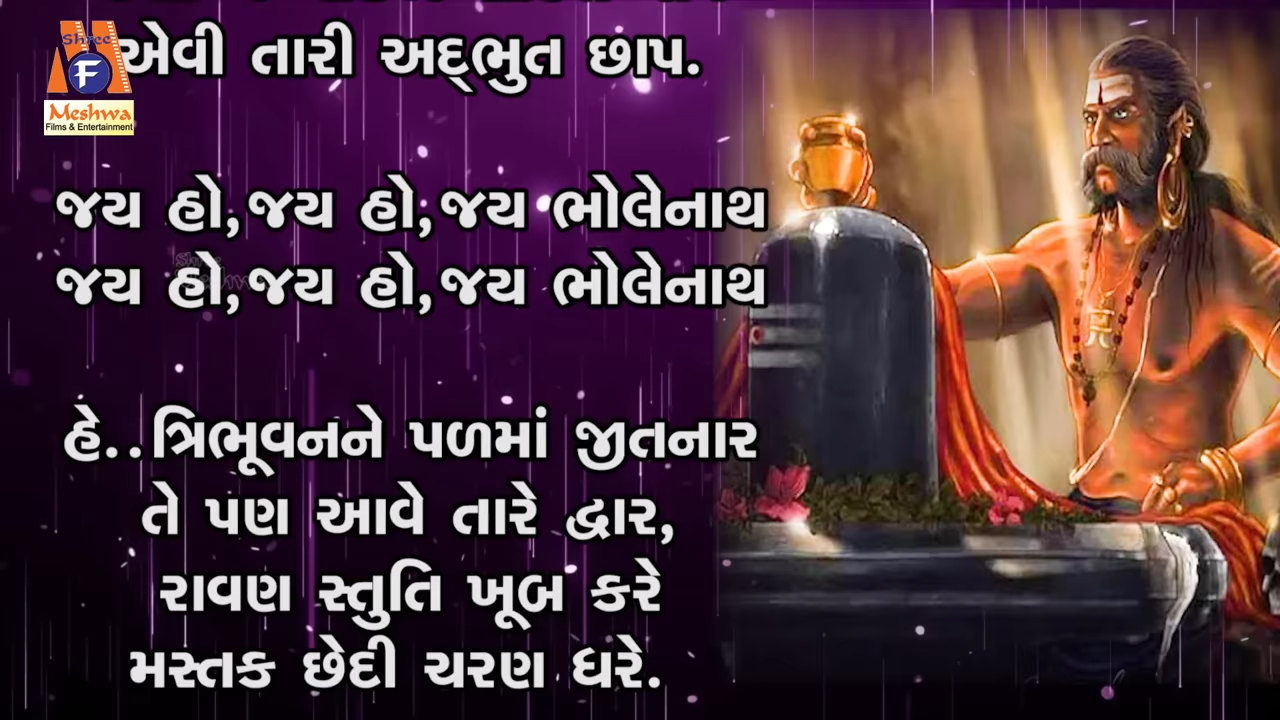 Shree
F
Meshwa
Films & Entertainment
એવી તારી અદ્ભુત છાપ.
જય હો,જય હો,જય ભોલેનાથ
જય હો,જય હો,જય ભોલેનાથ
હે..ત્રિભૂવનને પળમાં જીતનાર
તે પણ આવે તારે દ્વાર,
રાવણ સ્તુતિ ખૂબ કરે
મસ્તક છેદી ચરણ ધરે.